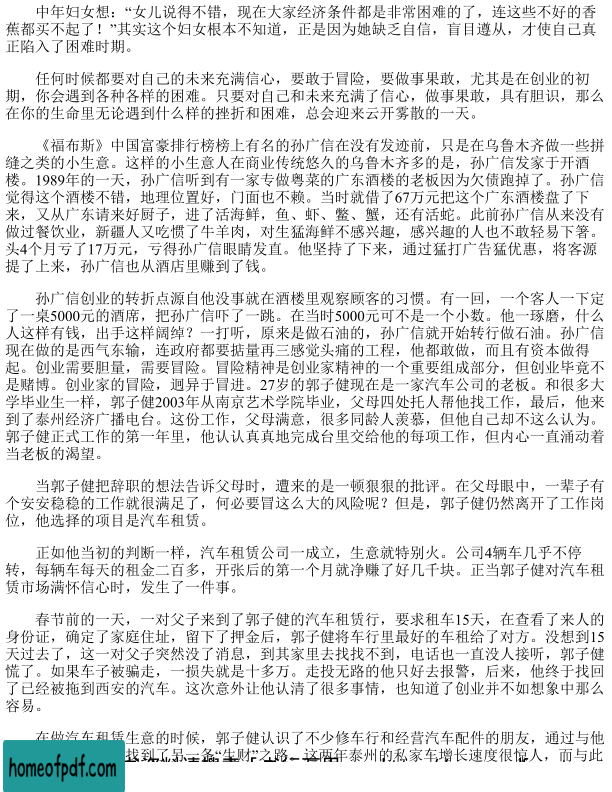 中年妇女想：“女儿说得不错，现在大家经济条件都是非常困难的了，连这些不好的香
蕉都买不起了！”其实这个妇女根本不知道，正是因为她缺乏自信，盲目遵从，才使自己真
正陷入了困难时期。
任何时候都要对自己的未来充满信心，要敢于冒险，要做事果敢，尤其是在创业的初
期，你会遇到各种各样的困难。只要对自己和未来充满了信心，做事果敢，具有胆识，那么
在你的生命里无论遇到什么样的挫折和困难，总会迎来云开雾散的一天。
《福布斯》中国富豪排行榜榜上有名的孙广信在没有发迹前，只是在乌鲁木齐做一些拼
缝之类的小生意。这样的小生意人在商业传统悠久的乌鲁木齐多的是，孙广信发家于开酒
楼。1989年的一天，孙广信听到有一家专做粤菜的广东酒楼的老板因为欠债跑掉了。孙广信
觉得这个酒楼不错，地理位置好，门面也不赖。当时就借了67万元把这个广东酒楼盘了下
来，又从广东请来好厨子，进了活海鲜，鱼、虾、鳖、蟹，还有活蛇。此前孙广信从来没有
做过餐饮业，新疆人又吃惯了牛羊肉，对生猛海鲜不感兴趣，感兴趣的人也不敢轻易下箸。
头4个月亏了17万元，亏得孙广信眼睛发直。他坚持了下来，通过猛打广告猛优惠，将客源
提了上来，孙广信也从酒店里赚到了钱。
孙广信创业的转折点源自他没事就在酒楼里观察顾客的习惯。有一回，一个客人一下定
了一桌5000元的酒席，把孙广信吓了一跳。在当时5000元可不是一个小数。他一琢磨，什么
人这样有钱，出手这样阔绰？一打听，原来是做石油的，孙广信就开始转行做石油。孙广信
现在做的是西气东输，连政府都要掂量再三感觉头痛的工程，他都敢做，而且有资本做得
起。创业需要胆量，需要冒险。冒险精神是创业家精神的一个重要组成部分，但创业毕竟不
是赌博。创业家的冒险，迥异于冒进。27岁的郭子健现在是一家汽车公司的老板。和很多大
学毕业生一样，郭子健2003年从南京艺术学院毕业，父母四处托人帮他找工作，最后，他来
到了泰州经济广播电台。这份工作，父母满意，很多同龄人羡慕，但他自己却不这么认为。
郭子健正式工作的第一年里，他认认真真地完成台里交给他的每项工作，但内心一直涌动着
当老板的渴望。
当郭子健把辞职的想法告诉父母时，遭来的是一顿狠狠的批评。在父母眼中，一辈子有
个安安稳稳的工作就很满足了，何必要冒这么大的风险呢？但是，郭子健仍然离开了工作岗
位，他选择的项目是汽车租赁。
正如他当初的判断一样，汽车租赁公司一成立，生意就特别火。公司4辆车几乎不停
转，每辆车每天的租金二百多，开张后的第一个月就净赚了好几千块。正当郭子健对汽车租
赁市场满怀信心时，发生了一件事。
春节前的一天，一对父子来到了郭子健的汽车租赁行，要求租车15天，在查看了来人的
身份证，确定了家庭住址，留下了押金后，郭子健将车行里最好的车租给了对方。没想到15
天过去了，这一对父子突然没了消息，到其家里去找找不到，电话也一直没人接听，郭子健
慌了。如果车子被骗走，一损失就是十多万。走投无路的他只好去报警，后来，他终于找回
了已经被拖到西安的汽车。这次意外让他认清了很多事情，也知道了创业并不如想象中那么
容易。
在做汽车租赁生意的时候，郭子健认识了不少修车行和经营汽车配件的朋友，通过与他
找到了另一条“生财”之路。这两年泰州的私家车增长速度很惊人，而与此
homeofpdf.com